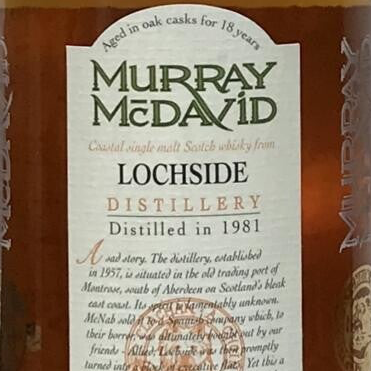 Aged in oak casks for 18 years
MURRAY
McDAVID
Coastal single malt Scotch whisky from
LOCHSIDE
DISTILLERY
Distilled in 1981
A sad story. The distillery, established
in 1957, is situated in the old trading port of
Montrose, south of Aberdeen on Scotland's bleak
east coast. Its spirit is lamentably unknown.
McNab sold to a Spanish company which, to
their horror, was ultimately bought out by our
friends - Allied. Lochside was then promptly
turned into a block of executive flats. Yet this a
MURRAY